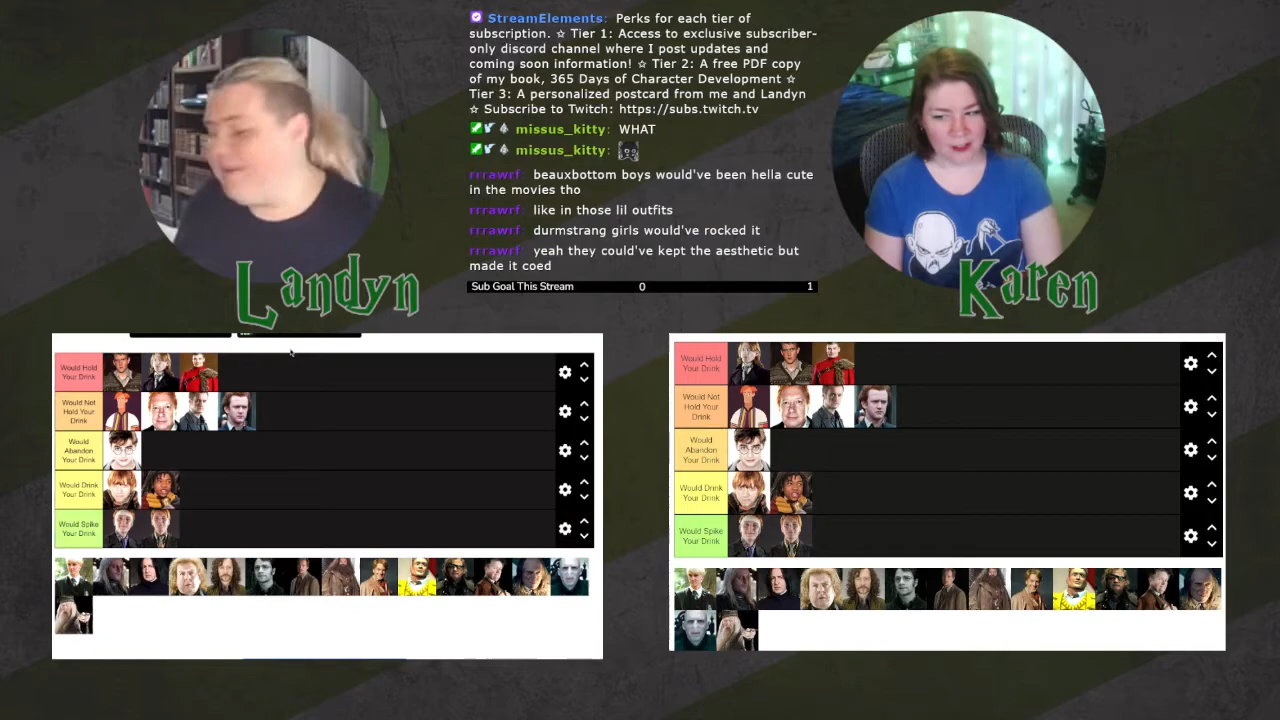 StreamElements: Perks for each tier of
subscription. ☆ Tier 1: Access to exclusive subscriber-
only discord channel where I post updates and
coming soon information! ☆ Tier 2: A free PDF copy
of my book, 365 Days of Character Development ☆
Tier 3: A personalized postcard from me and Landyn
☆ Subscribe to Twitch: https://subs.twitch.tv
missus_kitty: WHAT
missus_kitty:
rrrawrf: beauxbottom boys would've been hella cute
in the movies tho
rrrawrf: like in those lil outfits
rrrawrf: durmstrang girls would've rocked it
rrrawrf: yeah they could've kept the aesthetic but
made it coed
Sub Goal This Stream 0 1
Landyn
Karen
Would Hold
Your Drink
Would Not
Hold Your
Drink
Would
Abandon
Your Drink
Would Drink
Your Drink
Would Spike
Your Drink
Would Hold
Your Drink
Would Not
Hold Your
Drink
Would
Abandon
Your Drink
Would Drink
Your Drink
Would Spike
Your Drink